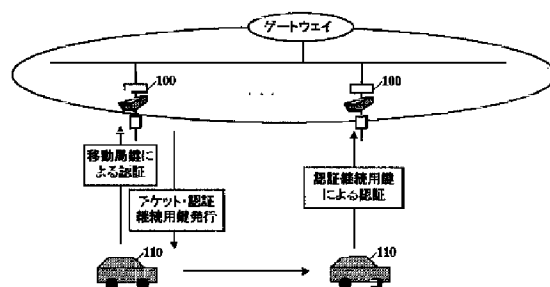 ゲートウェイ
100
100
移動局鍵に
よる認証
チケット・認証
継続用鍵発行
認証継続用鍵
による認証
110
110